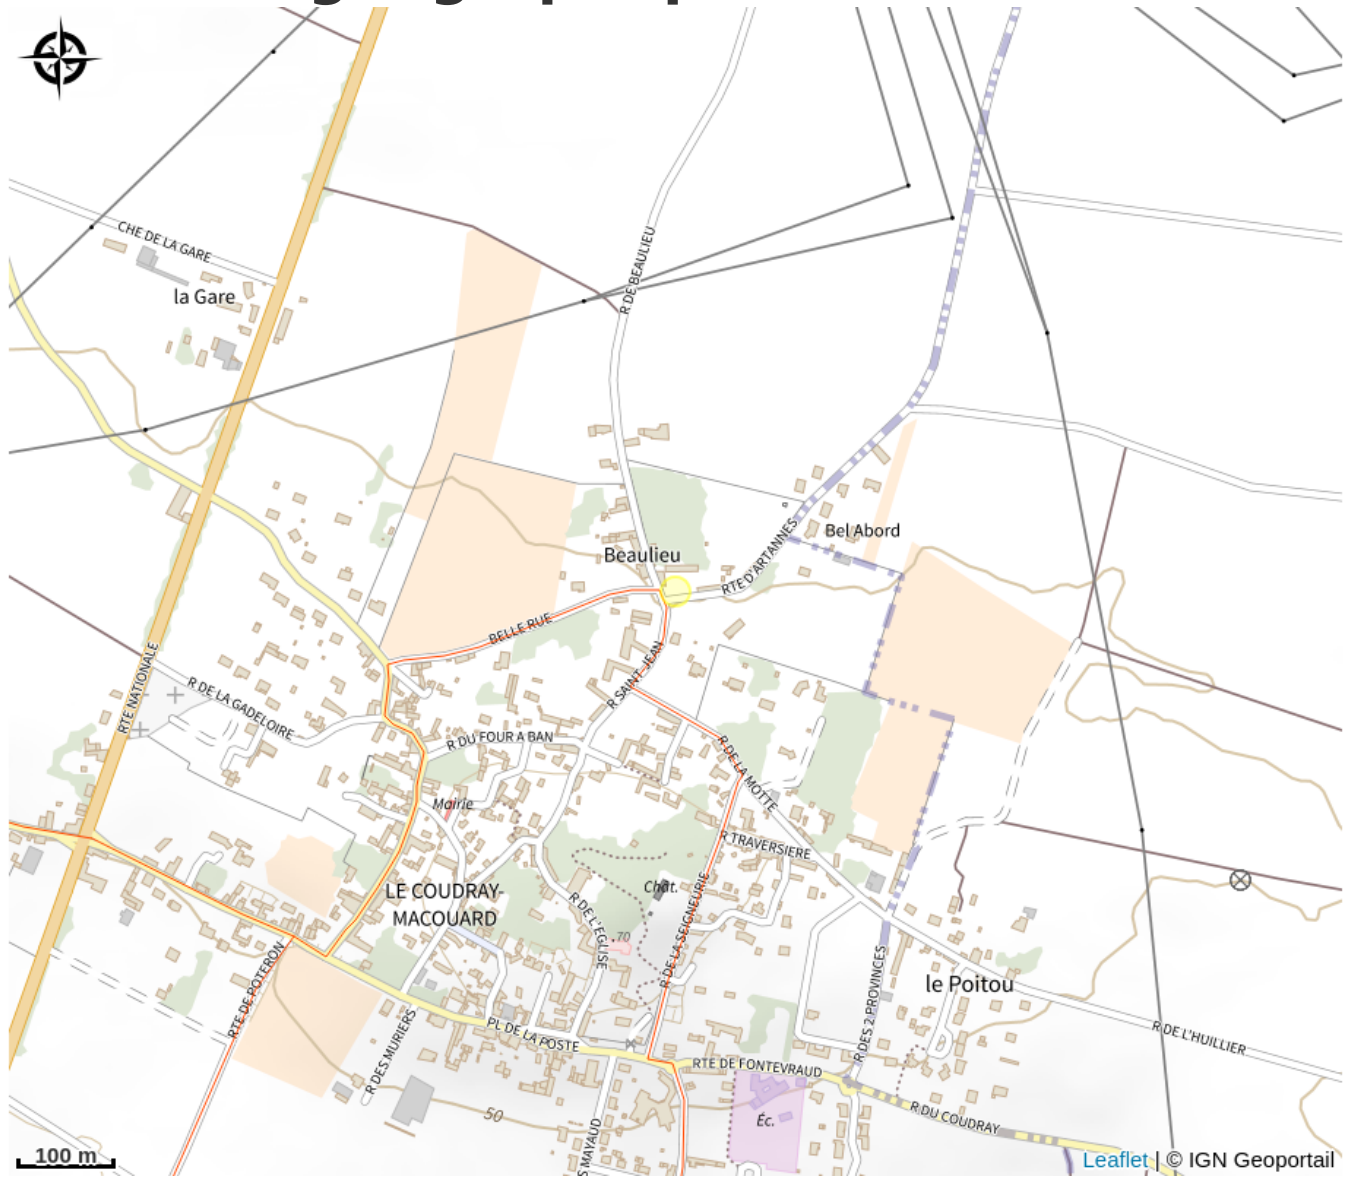 CHE DE LA GARE
la Gare
R DE BEAULIEU
Bel Abord
Beaulieu
RTE D'ARTANNES
BELLE RUE
R SAINT-JEAN
RTE NATIONALE
R DE LA GADELOIRE
R DU FOUR A BAN
R DE LA MOTTE
Mairie
R TRAVERSIERE
Chât.
LE COUDRAY-
MACOUARD
R DE L'EGLISE
70
R DE LA SEIGNEURIE
RTE DE POTERON
R DES 2 PROVINCES
le Poitou
PL DE LA POSTE
R DE L'HUILLIER
R DES MURIERS
RTE DE FONTEVRAUD
50
Éc.
R DU COUDRAY
S MAYAUD
100 m
Leaflet | © IGN Geoportail